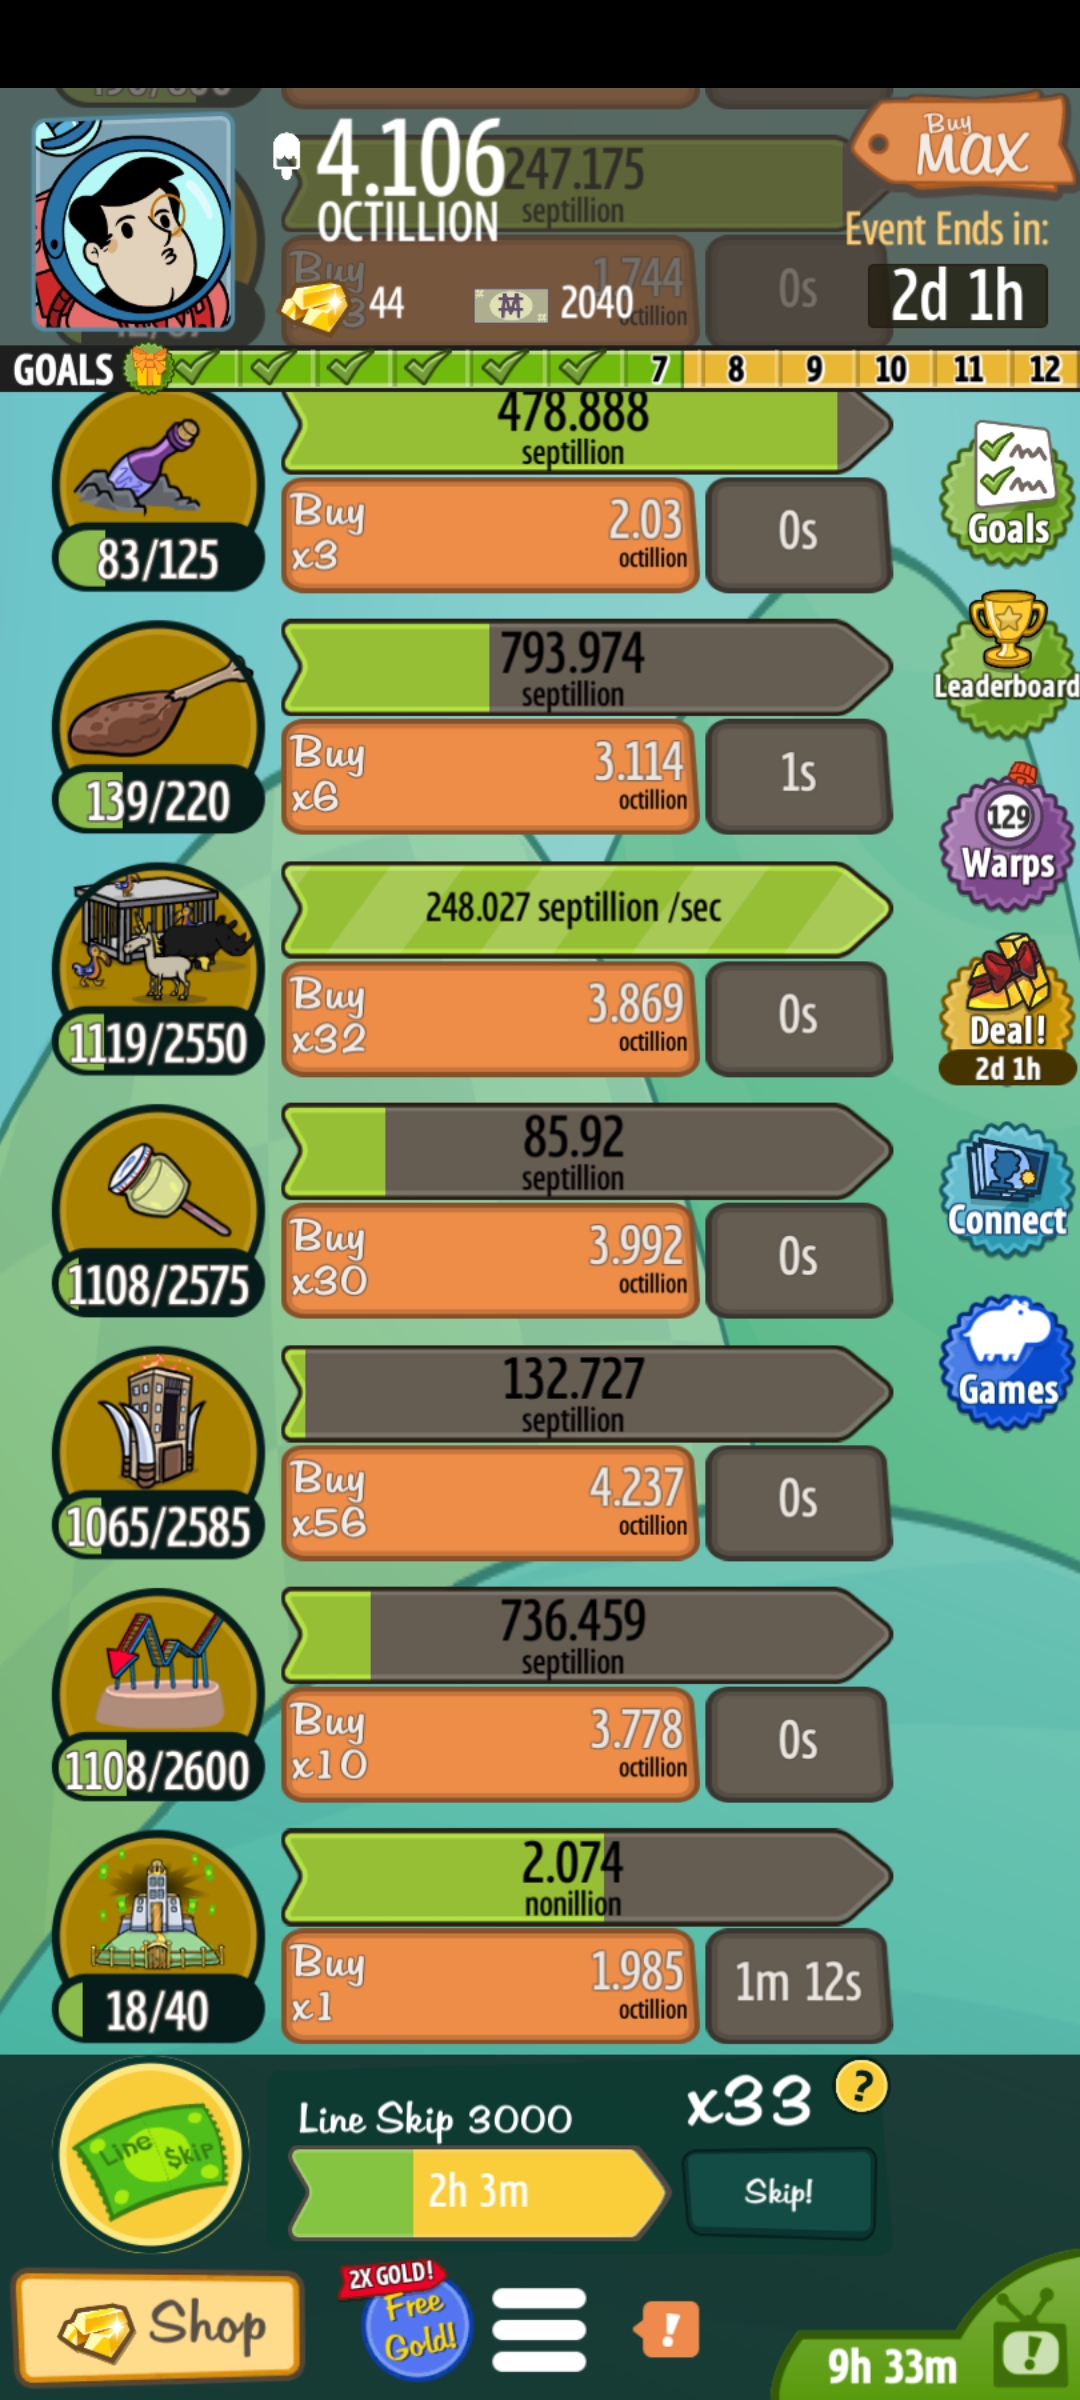 4.106
OCTILLION
247.175
septillion
Buy
MAX
Event Ends in:
2d 1h
Buy
1.744
octillion
0s
44
2040
GOALS
7 8 9 10 11 12
478.888
septillion
83/125
Buy
x3
2.03
octillion
0s
Goals
793.974
septillion
139/220
Buy
x6
3.114
octillion
1s
Leaderboard
129
Warps
248.027 septillion /sec
1119/2550
Buy
x32
3.869
octillion
0s
Deal!
2d 1h
85.92
septillion
1108/2575
Buy
x30
3.992
octillion
0s
Connect
132.727
septillion
1065/2585
Buy
x56
4.237
octillion
0s
Games
736.459
septillion
1108/2600
Buy
x10
3.778
octillion
0s
2.074
nonillion
18/40
Buy
x1
1.985
octillion
1m 12s
Line Skip
Line Skip 3000
x33
?
2h 3m
Skip!
Shop
2X GOLD!
Free
Gold!
!
9h 33m
!